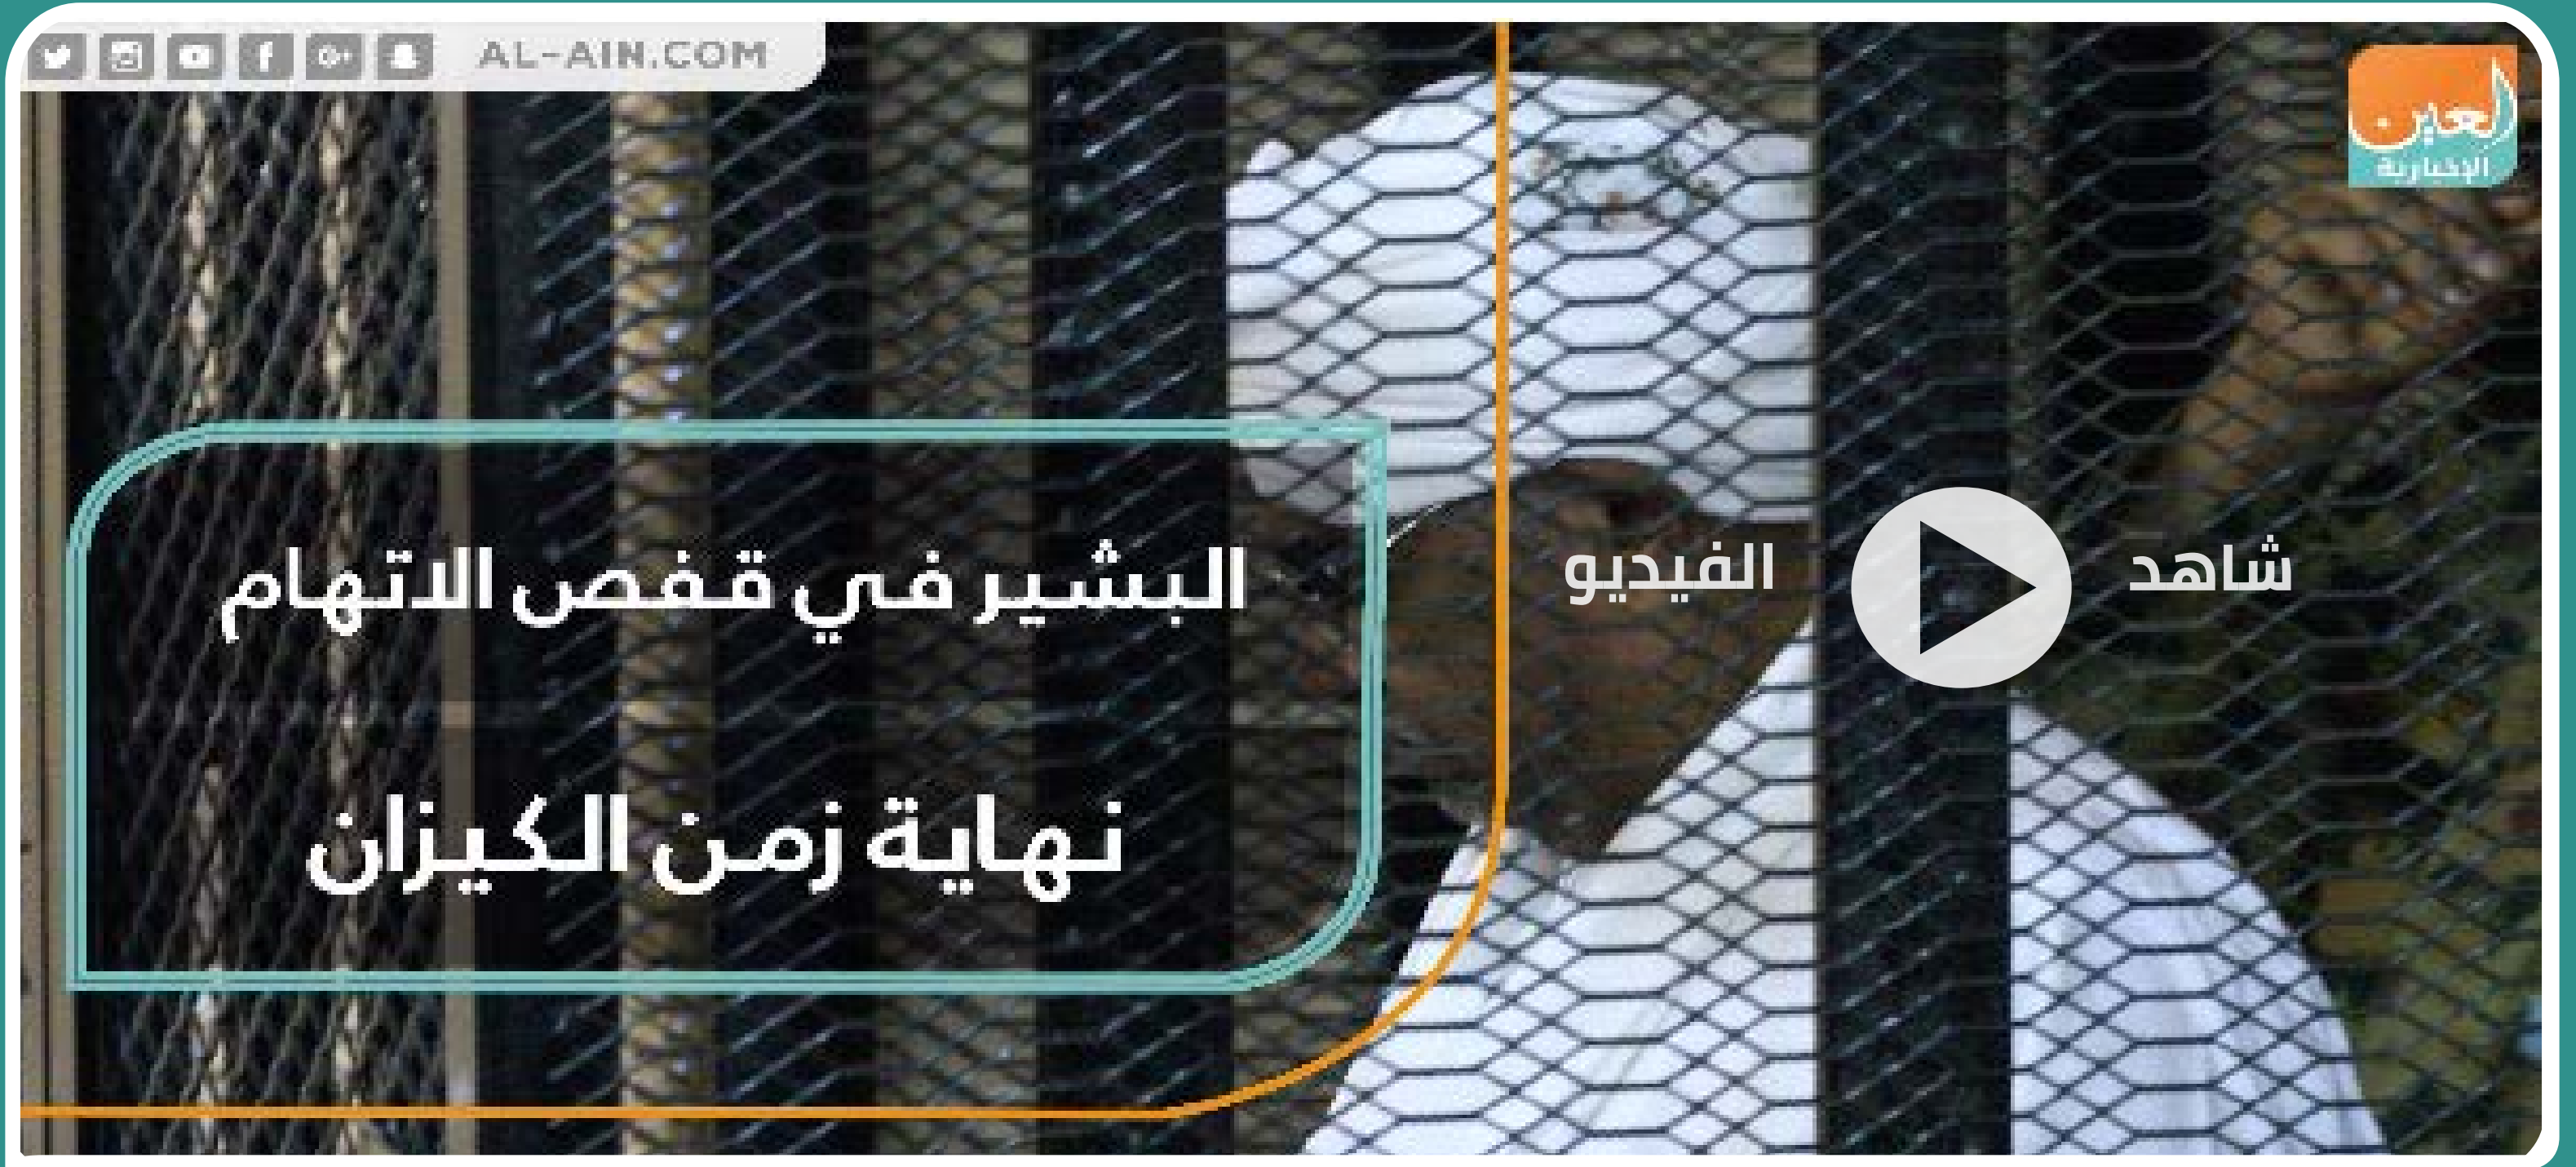 AL-AIN.COM
العين
الإخبارية
شاهد الفيديو
البشير في قفص الاتهام
نهاية زمن الكيزان